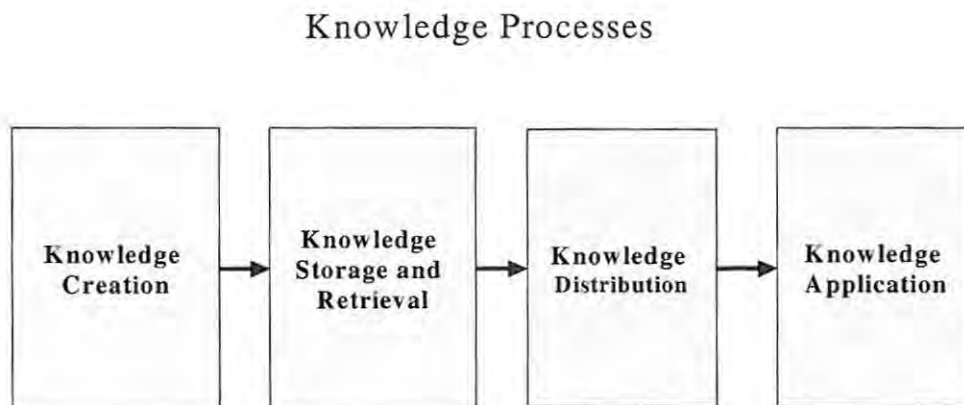 Knowledge Processes
Knowledge
Creation
Knowledge
Storage and
Retrieval
Knowledge
Distribution
Knowledge
Application